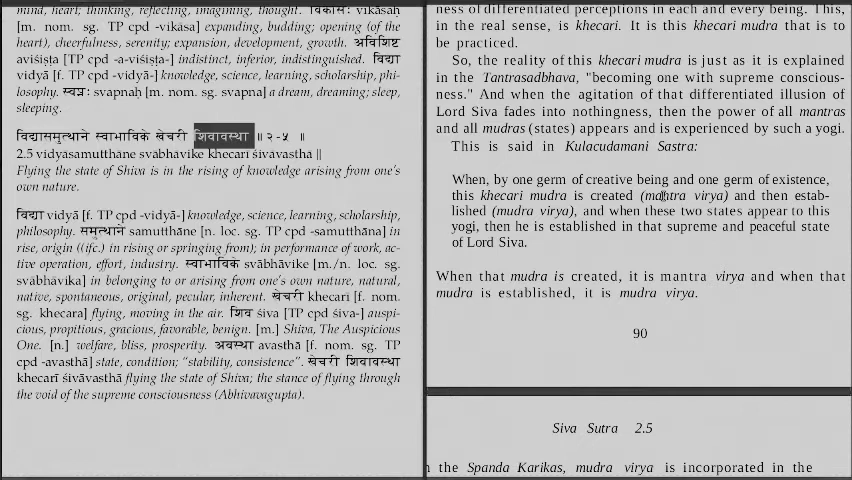 mind, heart; thinking, reflecting, imagining, thought. विकासः vikāsaḥ
[m. nom. sg. TP cpd -vikāsa] expanding, budding; opening (of the
heart), cheerfulness, serenity; expansion, development, growth. अविशिष्ट
aviśiṣṭa [TP cpd -a-viśiṣṭa-] indistinct, inferior, indistinguished. विद्या
vidyā [f. TP cpd -vidyā-] knowledge, science, learning, scholarship, phi-
losophy. स्वप्नः svapnaḥ [m. nom. sg. svapna] a dream, dreaming; sleep,
sleeping.
विद्यासमुत्थाने स्वाभाविके खेचरी शिवावस्था ॥ २-५ ॥
2.5 vidyāsamutthāne svābhāvike khecarī śivāvasthā ||
Flying the state of Shiva is in the rising of knowledge arising from one's
own nature.
विद्या vidyā [f. TP cpd -vidyā-] knowledge, science, learning, scholarship,
philosophy. समुत्थाने samutthāne [n. loc. sg. TP cpd -samutthāna] in
rise, origin ((ifc.) in rising or springing from); in performance of work, ac-
tive operation, effort, industry. स्वाभाविके svābhāvike [m./n. loc. sg.
svābhāvika] in belonging to or arising from one's own nature, natural,
native, spontaneous, original, pecular, inherent. खेचरी khecarī [f. nom.
sg. khecara] flying, moving in the air. शिव śiva [TP cpd śiva-] auspi-
cious, propitious, gracious, favorable, benign. [m.] Shiva, The Auspicious
One. [n.] welfare, bliss, prosperity. अवस्था avasthā [f. nom. sg. TP
cpd -avasthā] state, condition; "stability, consistence". खेचरी शिवावस्था
khecarī śivāvasthā flying the state of Shiva; the stance of flying through
the void of the supreme consciousness (Abhivavagupta).
ness of differentiated perceptions in each and every being. This,
in the real sense, is khecari. It is this khecari mudra that is to
be practiced.
So, the reality of this khecari mudra is just as it is explained
in the Tantrasadbhava, "becoming one with supreme conscious-
ness." And when the agitation of that differentiated illusion of
Lord Siva fades into nothingness, then the power of all mantras
and all mudras (states) appears and is experienced by such a yogi.
This is said in Kulacudamani Sastra:
When, by one germ of creative being and one germ of existence,
this khecari mudra is created (mantra virya) and then estab-
lished (mudra virya), and when these two states appear to this
yogi, then he is established in that supreme and peaceful state
of Lord Siva.
When that mudra is created, it is mantra virya and when that
mudra is established, it is mudra virya.
90
Siva Sutra 2.5
the Spanda Karikas, mudra virya is incorporated in the